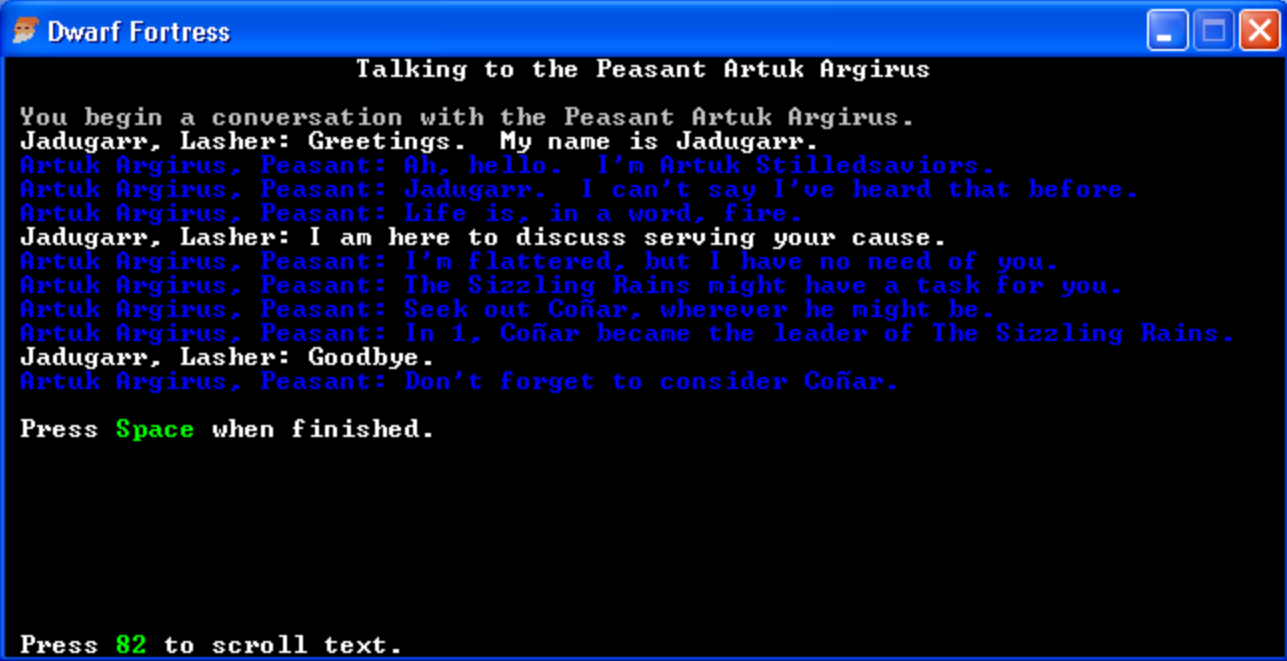 Dwarf Fortress
Talking to the Peasant Artuk Argirus
You begin a conversation with the Peasant Artuk Argirus.
Jadugarr, Lasher: Greetings.  My name is Jadugarr.
Artuk Argirus, Peasant: Ah, hello.  I'm Artuk Stilledsaviors.
Artuk Argirus, Peasant: Jadugarr.  I can't say I've heard that before.
Artuk Argirus, Peasant: Life is, in a word, fire.
Jadugarr, Lasher: I am here to discuss serving your cause.
Artuk Argirus, Peasant: I'm flattered, but I have no need of you.
Artuk Argirus, Peasant: The Sizzling Rains might have a task for you.
Artuk Argirus, Peasant: Seek out Coñar, wherever he might be.
Artuk Argirus, Peasant: In 1, Coñar became the leader of The Sizzling Rains.
Jadugarr, Lasher: Goodbye.
Artuk Argirus, Peasant: Don't forget to consider Coñar.
Press Space when finished.
Press 82 to scroll text.